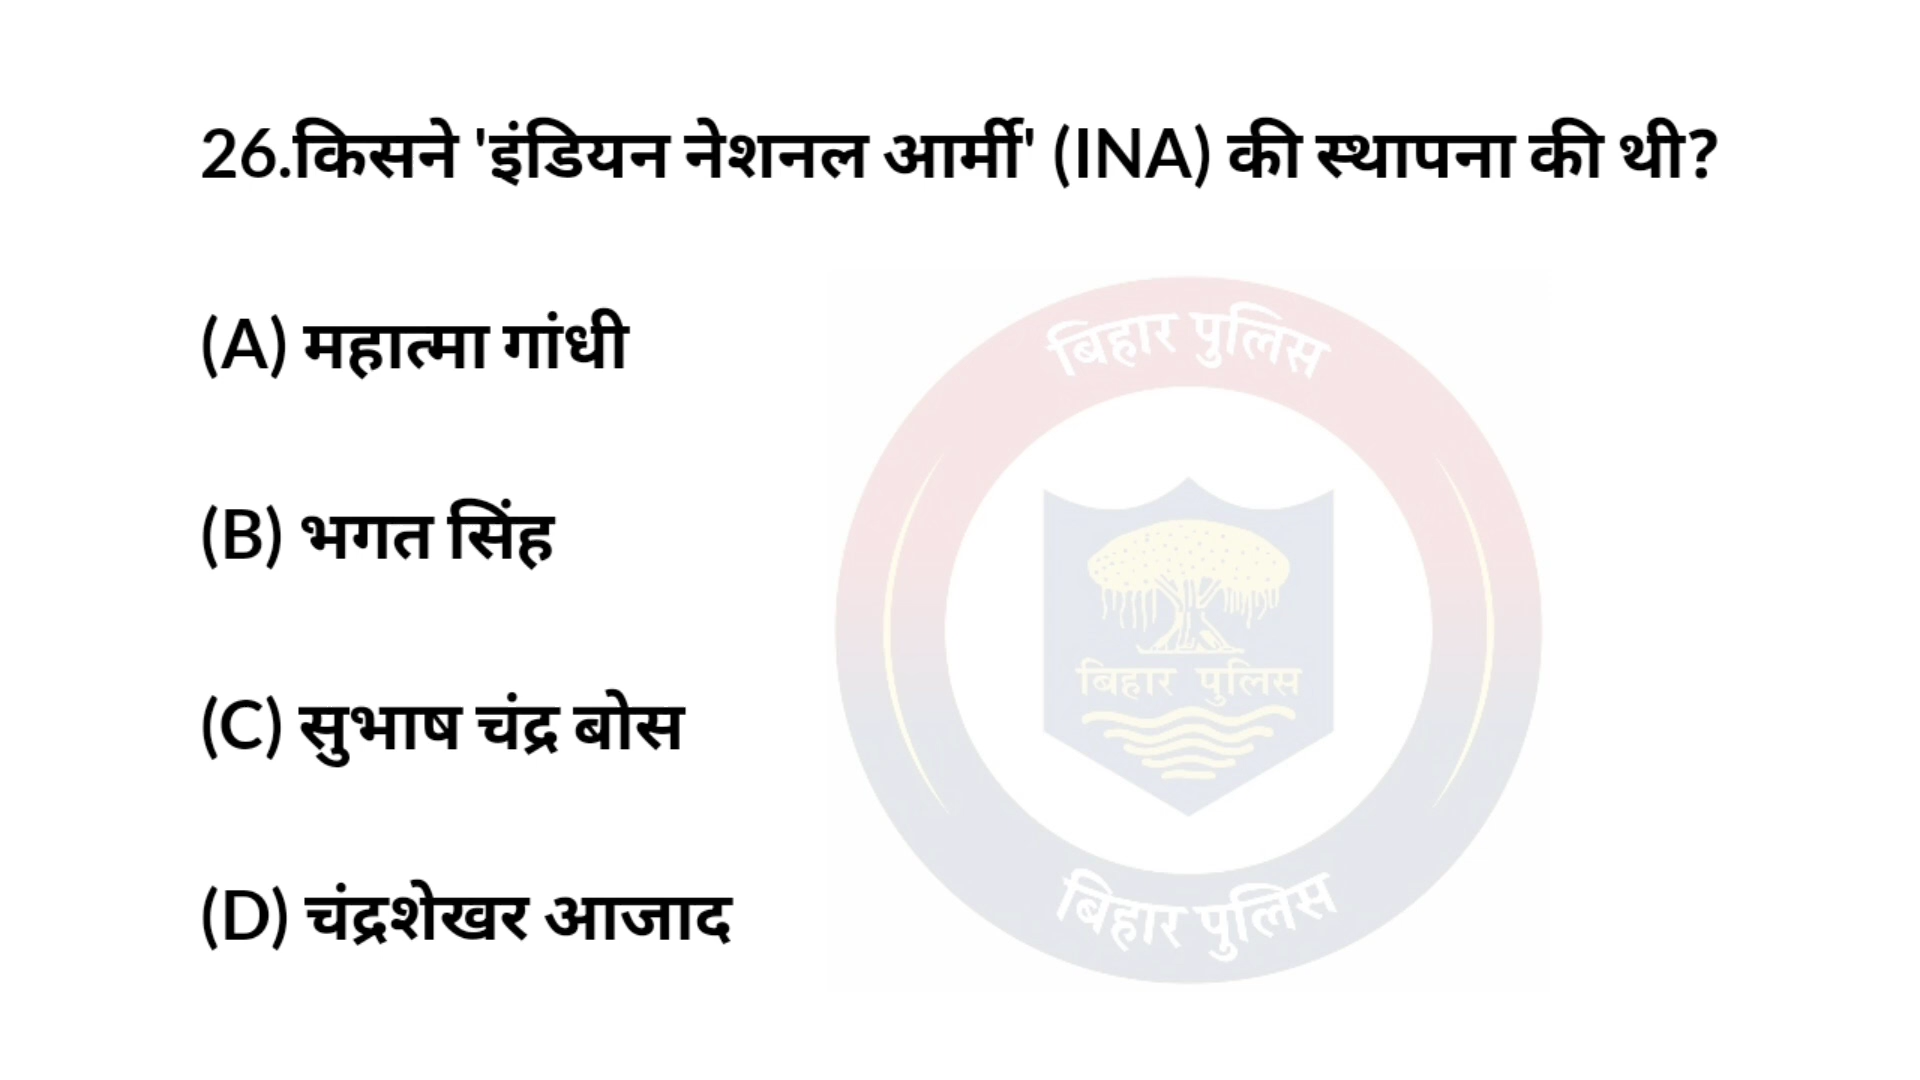 26.किसने 'इंडियन नेशनल आर्मी' (INA) की स्थापना की थी?
(A) महात्मा गांधी
(B) भगत सिंह
(C) सुभाष चंद्र बोस
(D) चंद्रशेखर आजाद
बिहार पुलिस
बिहार पुलिस
बिहार पुलिस